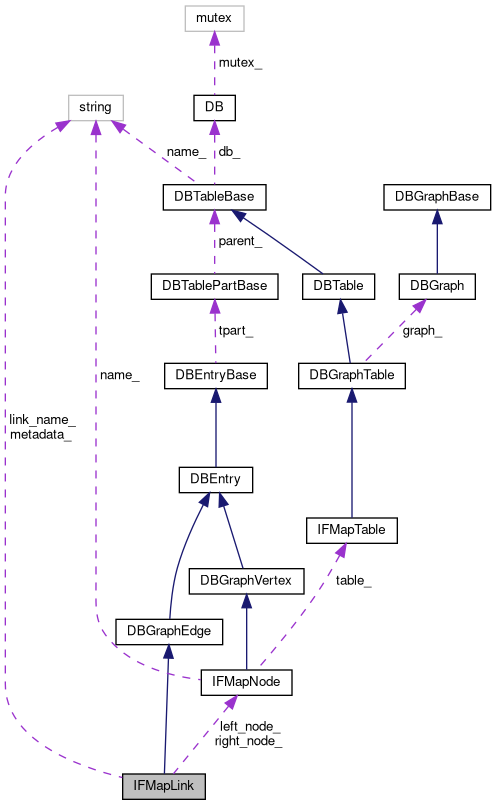 mutex
mutex_
string
DB
name_
db_
DBTableBase
DBGraphBase
parent_
DBTablePartBase
DBTable
DBGraph
tpart_
graph_
DBEntryBase
DBGraphTable
name_
link_name_
metadata_
DBEntry
IFMapTable
DBGraphVertex
table_
DBGraphEdge
IFMapNode
left_node_
right_node_
IFMapLink